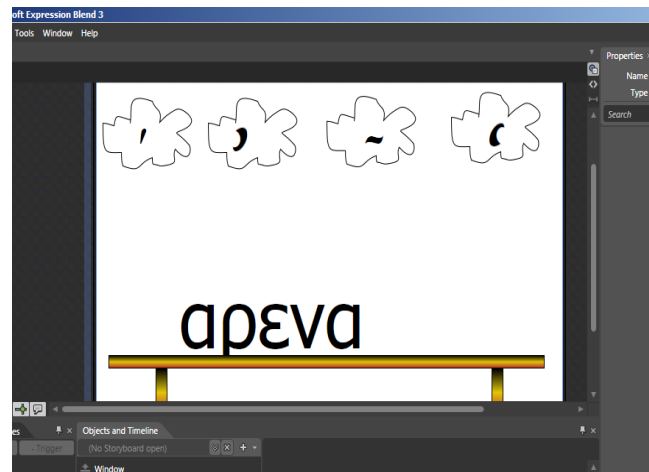 oft Expression Blend 3
Tools Window Help
Properties ×
Name
Type
Search
′ , ~ ʽ
αρενα
es × Objects and Timeline ×
- Trigger (No Storyboard open) +
Window